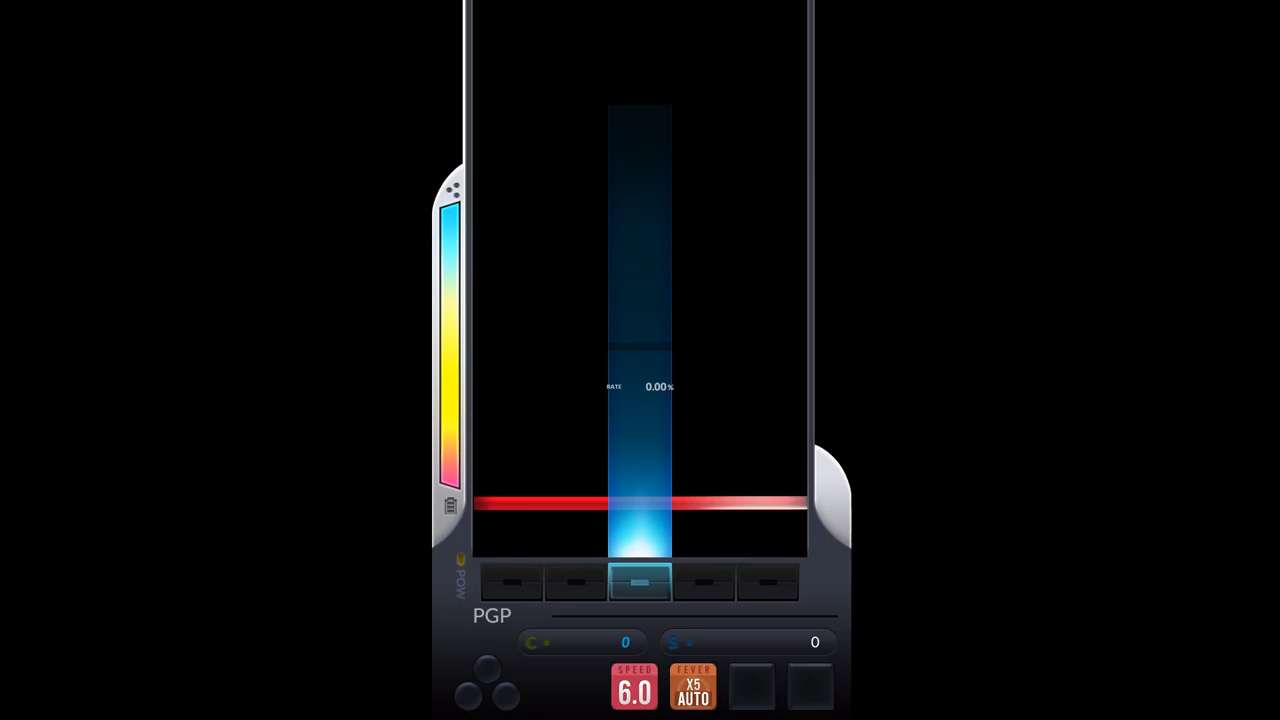 RATE 0.00%
POW
PGP
C 0 S 0
SPEED FEVER
6.0 X5
AUTO